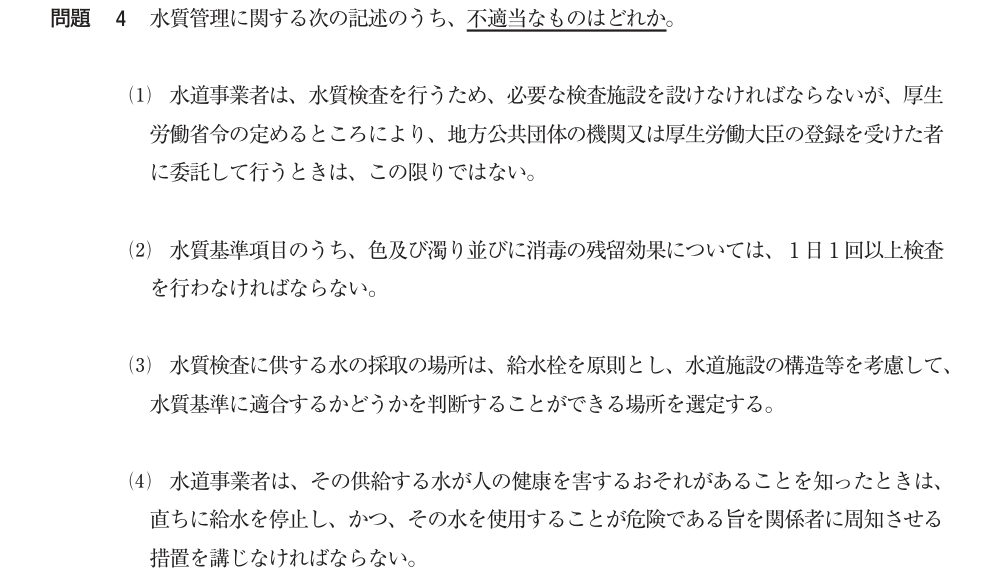 問題　4　水質管理に関する次の記述のうち、不適当なものはどれか。
(1)　水道事業者は、水質検査を行うため、必要な検査施設を設けなければならないが、厚生
労働省令の定めるところにより、地方公共団体の機関又は厚生労働大臣の登録を受けた者
に委託して行うときは、この限りではない。
(2)　水質基準項目のうち、色及び濁り並びに消毒の残留効果については、1日1回以上検査
を行わなければならない。
(3)　水質検査に供する水の採取の場所は、給水栓を原則とし、水道施設の構造等を考慮して、
水質基準に適合するかどうかを判断することができる場所を選定する。
(4)　水道事業者は、その供給する水が人の健康を害するおそれがあることを知ったときは、
直ちに給水を停止し、かつ、その水を使用することが危険である旨を関係者に周知させる
措置を講じなければならない。